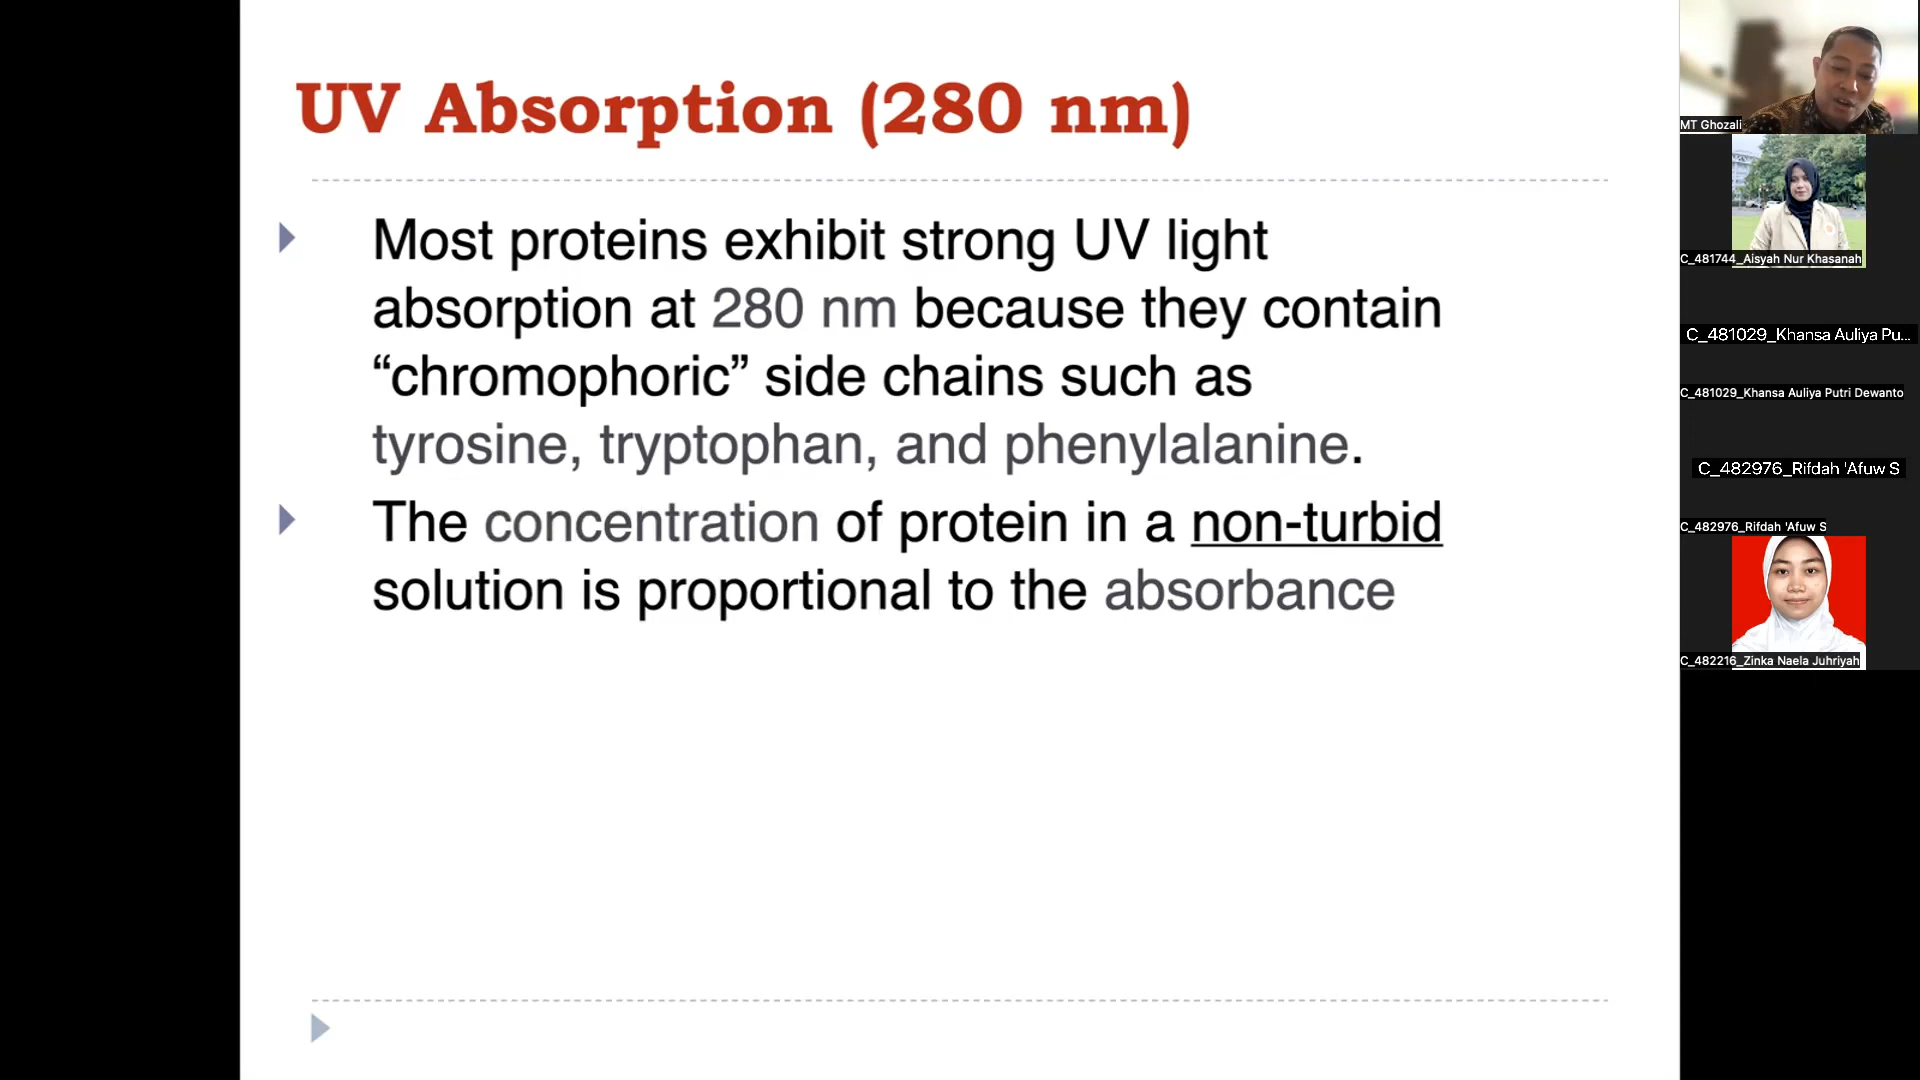 UV Absorption (280 nm)
Most proteins exhibit strong UV light
absorption at 280 nm because they contain
“chromophoric” side chains such as
tyrosine, tryptophan, and phenylalanine.
The concentration of protein in a non-turbid
solution is proportional to the absorbance
MT Ghozali
C_481744_Aisyah Nur Khasanah
C_481029_Khansa Auliya Pu...
C_481029_Khansa Auliya Putri Dewanto
C_482976_Rifdah 'Afuw S
C_482976_Rifdah 'Afuw S
C_482216_Zinka Naela Juhriyah